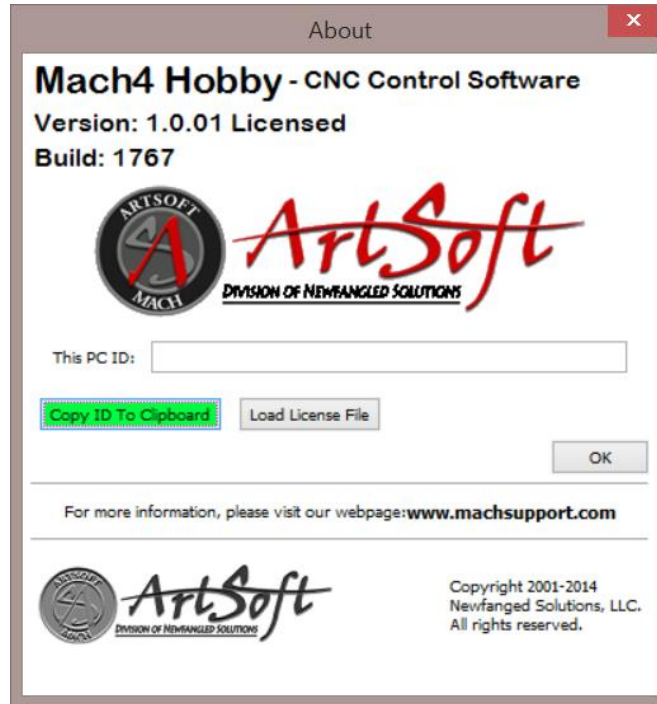 About
Mach4 Hobby - CNC Control Software
Version: 1.0.01 Licensed
Build: 1767
ARTSOFT
MACH
ArtSoft
DIVISION OF NEWFANGLED SOLUTIONS
This PC ID:
Copy ID To Clipboard
Load License File
OK
For more information, please visit our webpage:www.machsupport.com
ARTSOFT
MACH
ArtSoft
DIVISION OF NEWFANGLED SOLUTIONS
Copyright 2001-2014
Newfanged Solutions, LLC.
All rights reserved.